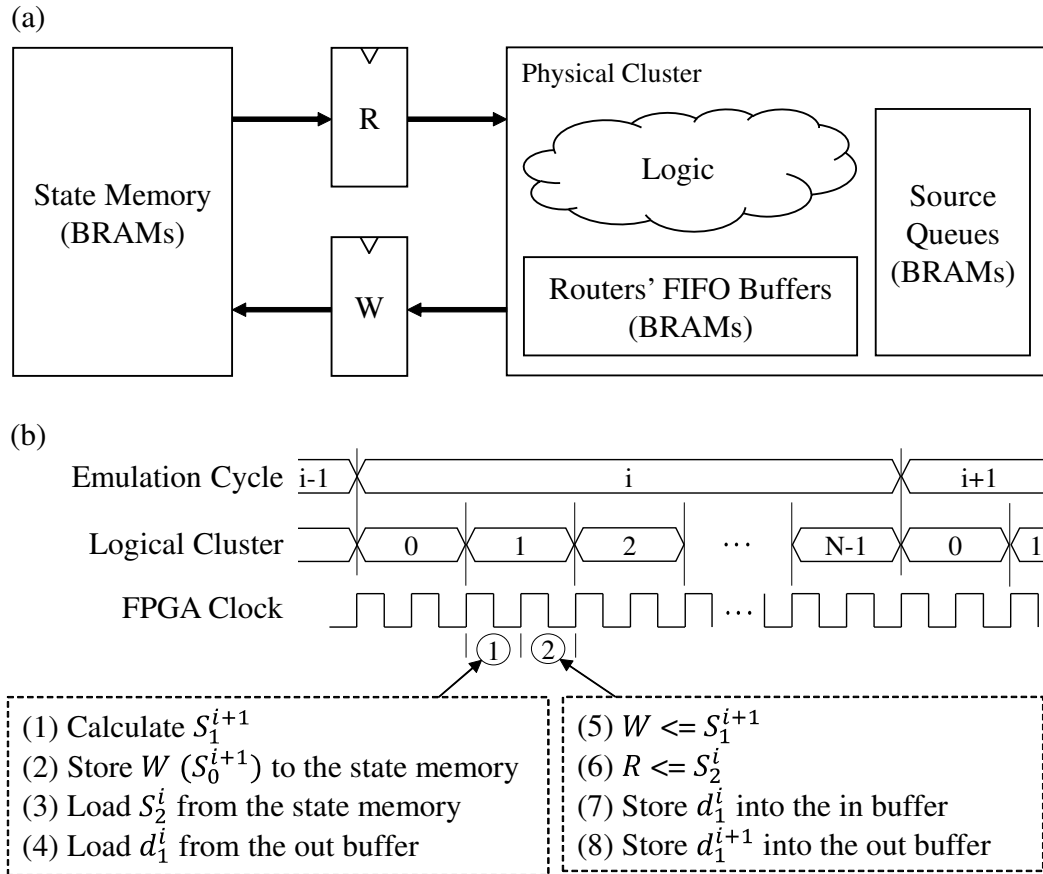 (a)
State Memory
(BRAMs)
R
W
Physical Cluster
Logic
Routers' FIFO Buffers
(BRAMs)
Source
Queues
(BRAMs)
(b)
Emulation Cycle
i-1
i
i+1
Logical Cluster
0
1
2
...
N-1
0
1
FPGA Clock
...
1
2
(1) Calculate $S_1^{i+1}$
(2) Store $W$ ($S_0^{i+1}$) to the state memory
(3) Load $S_2^i$ from the state memory
(4) Load $d_1^i$ from the out buffer
(5) $W$ <= $S_1^{i+1}$
(6) $R$ <= $S_2^i$
(7) Store $d_1^i$ into the in buffer
(8) Store $d_1^{i+1}$ into the out buffer